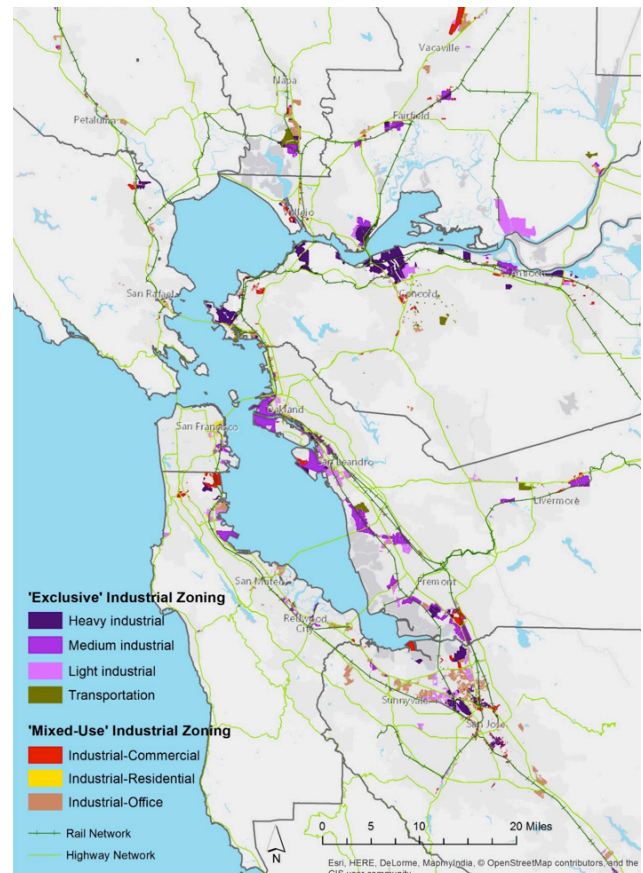 Vacaville
Napa
Petaluma
Fairfield
Vallejo
San Rafael
Concord
Oakland
San Francisco
San Leandro
Livermore
San Mateo
Fremont
Redwood
City
Sunnyvale
San Jose
'Exclusive' Industrial Zoning
Heavy industrial
Medium industrial
Light industrial
Transportation
'Mixed-Use' Industrial Zoning
Industrial-Commercial
Industrial-Residential
Industrial-Office
Rail Network
Highway Network
N
0 5 10 20 Miles
Esri, HERE, DeLorme, MapmyIndia, © OpenStreetMap contributors, and the
GIS user community